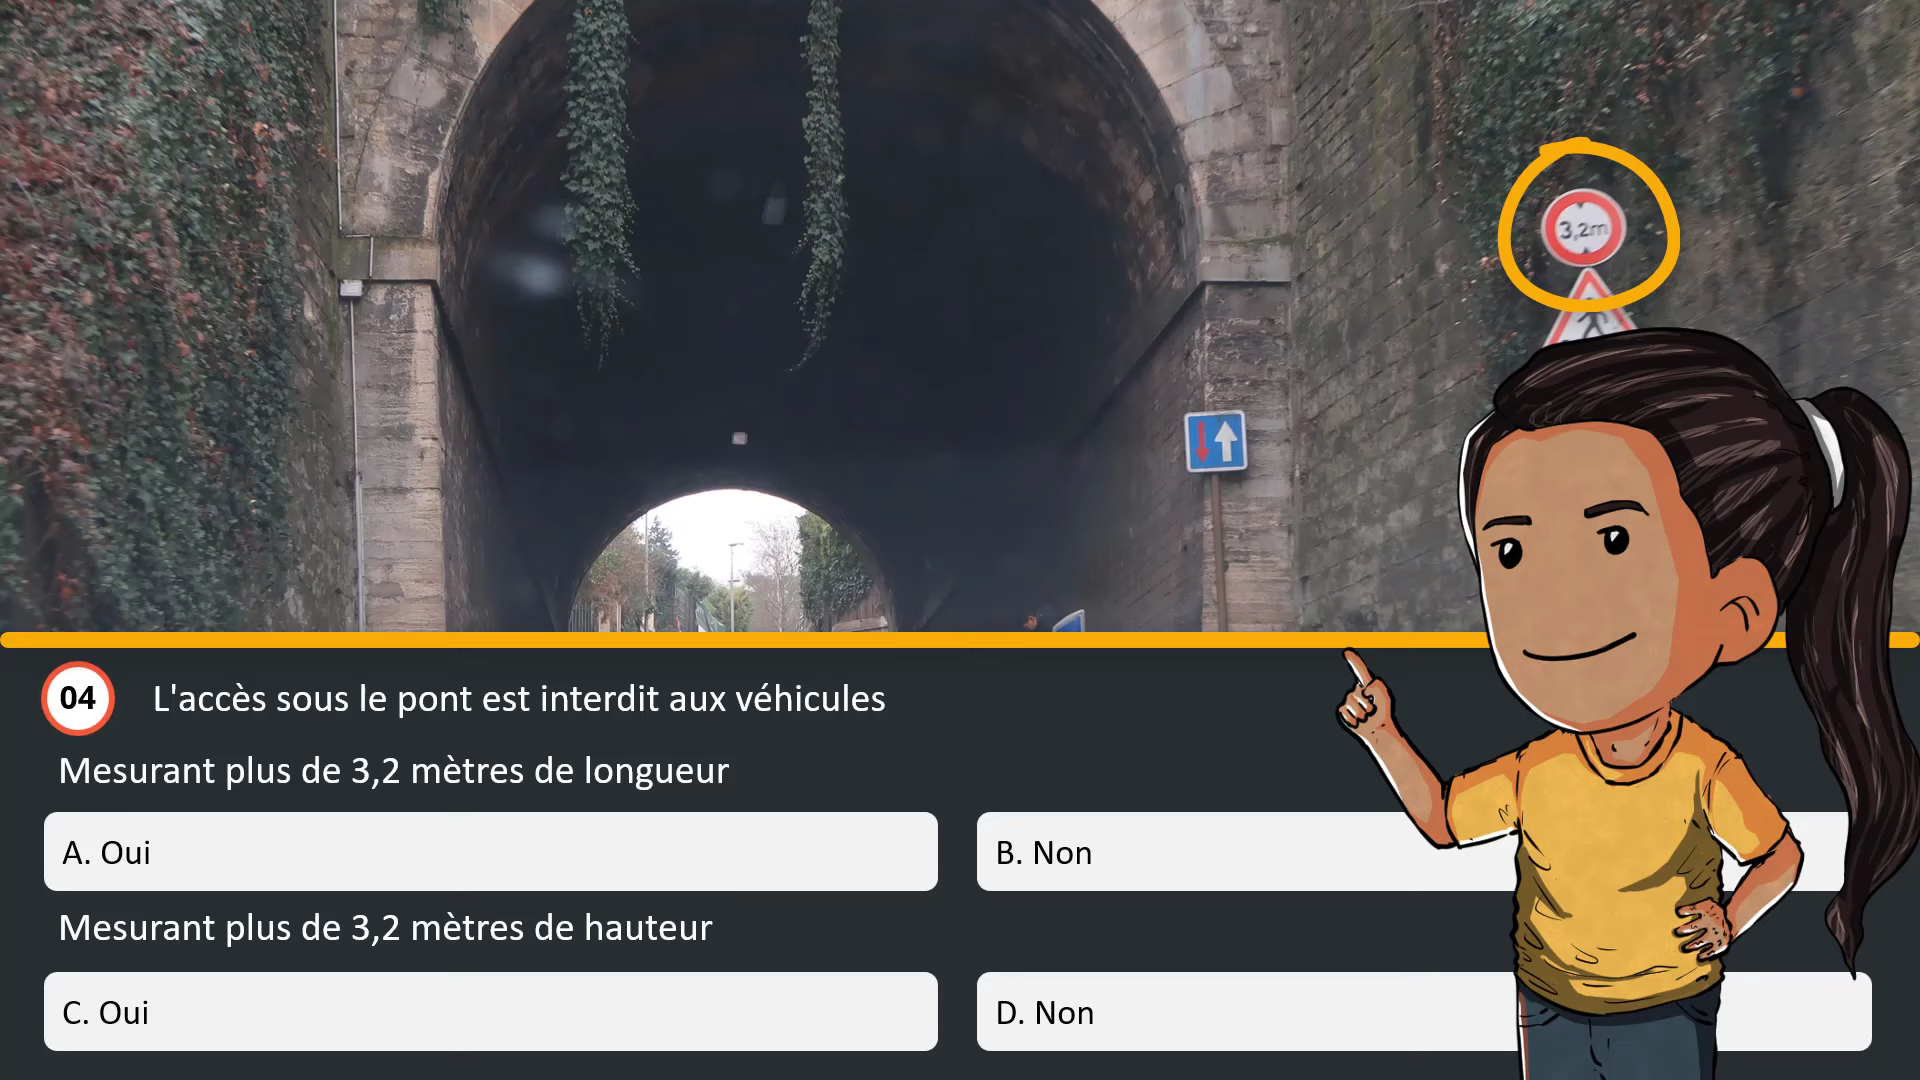 3,2m
04 L'accès sous le pont est interdit aux véhicules
Mesurant plus de 3,2 mètres de longueur
A. Oui
B. Non
Mesurant plus de 3,2 mètres de hauteur
C. Oui
D. Non